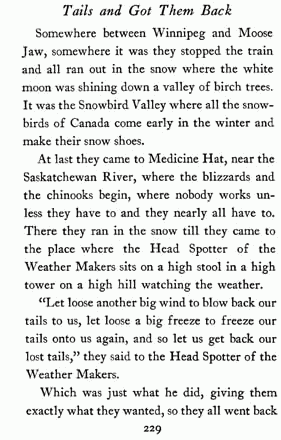 Tails and Got Them Back
Somewhere between Winnipeg and Moose
Jaw, somewhere it was they stopped the train
and all ran out in the snow where the white
moon was shining down a valley of birch trees.
It was the Snowbird Valley where all the snow-
birds of Canada come early in the winter and
make their snow shoes.
At last they came to Medicine Hat, near the
Saskatchewan River, where the blizzards and
the chinooks begin, where nobody works un-
less they have to and they nearly all have to.
There they ran in the snow till they came to
the place where the Head Spotter of the
Weather Makers sits on a high stool in a high
tower on a high hill watching the weather.
“Let loose another big wind to blow back our
tails to us, let loose a big freeze to freeze our
tails onto us again, and so let us get back our
lost tails,” they said to the Head Spotter of the
Weather Makers.
Which was just what he did, giving them
exactly what they wanted, so they all went back
229